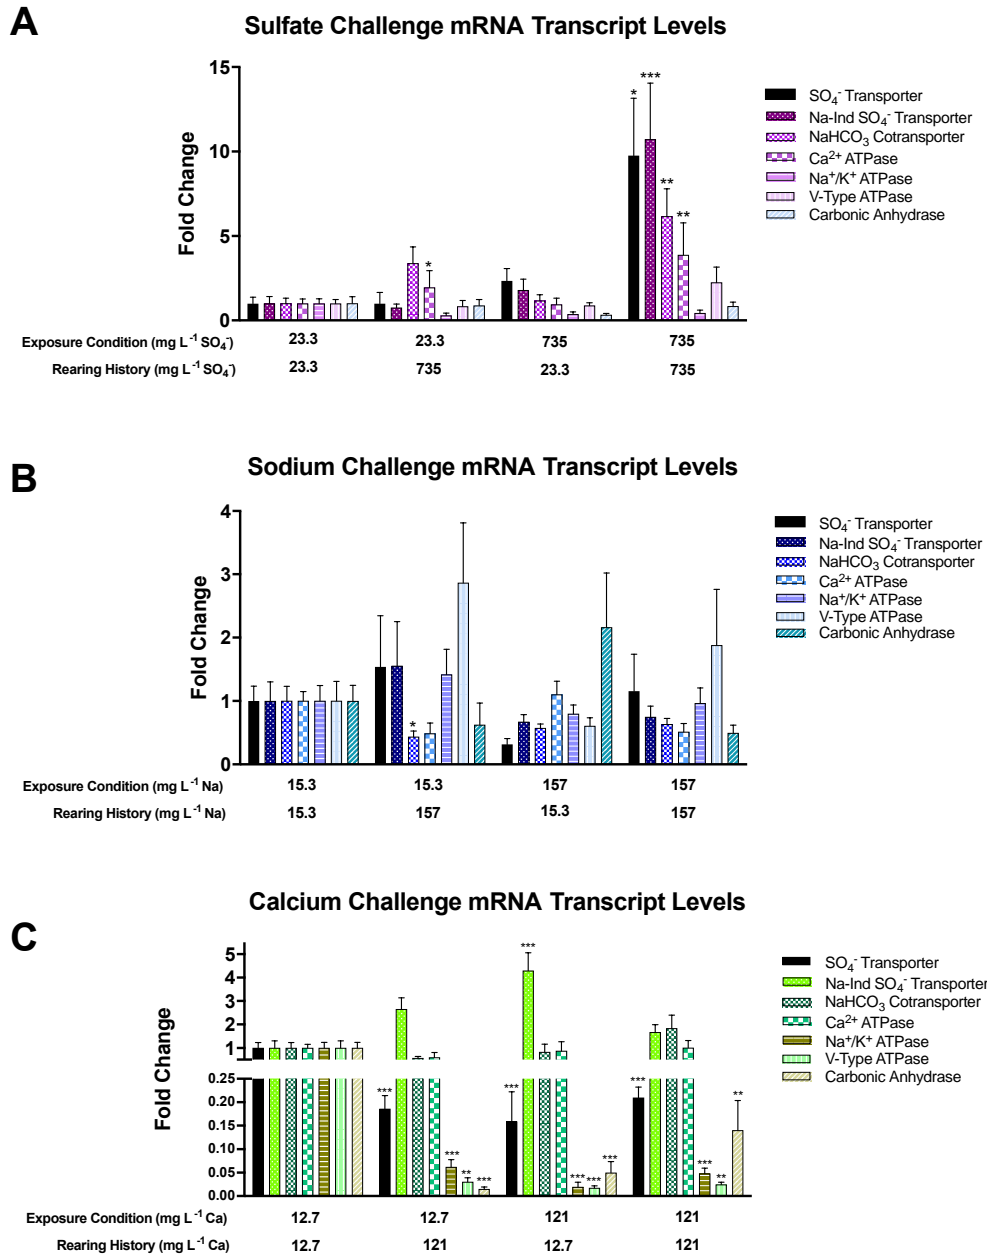 A
Sulfate Challenge mRNA Transcript Levels
15
10
5
0
Fold Change
*
*
***
**
**
SO₄⁻ Transporter
Na-Ind SO₄⁻ Transporter
NaHCO₃ Cotransporter
Ca²⁺ ATPase
Na⁺/K⁺ ATPase
V-Type ATPase
Carbonic Anhydrase
Exposure Condition (mg L⁻¹ SO₄⁻) 23.3 23.3 735 735
Rearing History (mg L⁻¹ SO₄⁻) 23.3 735 23.3 735
B
Sodium Challenge mRNA Transcript Levels
4
3
2
1
0
Fold Change
*
SO₄⁻ Transporter
Na-Ind SO₄⁻ Transporter
NaHCO₃ Cotransporter
Ca²⁺ ATPase
Na⁺/K⁺ ATPase
V-Type ATPase
Carbonic Anhydrase
Exposure Condition (mg L⁻¹ Na) 15.3 15.3 157 157
Rearing History (mg L⁻¹ Na) 15.3 157 15.3 157
C
Calcium Challenge mRNA Transcript Levels
5
4
3
2
1
0.25
0.20
0.15
0.10
0.05
0.00
Fold Change
***
***
**
***
***
***
***
***
***
***
***
**
**
SO₄⁻ Transporter
Na-Ind SO₄⁻ Transporter
NaHCO₃ Cotransporter
Ca²⁺ ATPase
Na⁺/K⁺ ATPase
V-Type ATPase
Carbonic Anhydrase
Exposure Condition (mg L⁻¹ Ca) 12.7 12.7 121 121
Rearing History (mg L⁻¹ Ca) 12.7 121 12.7 121